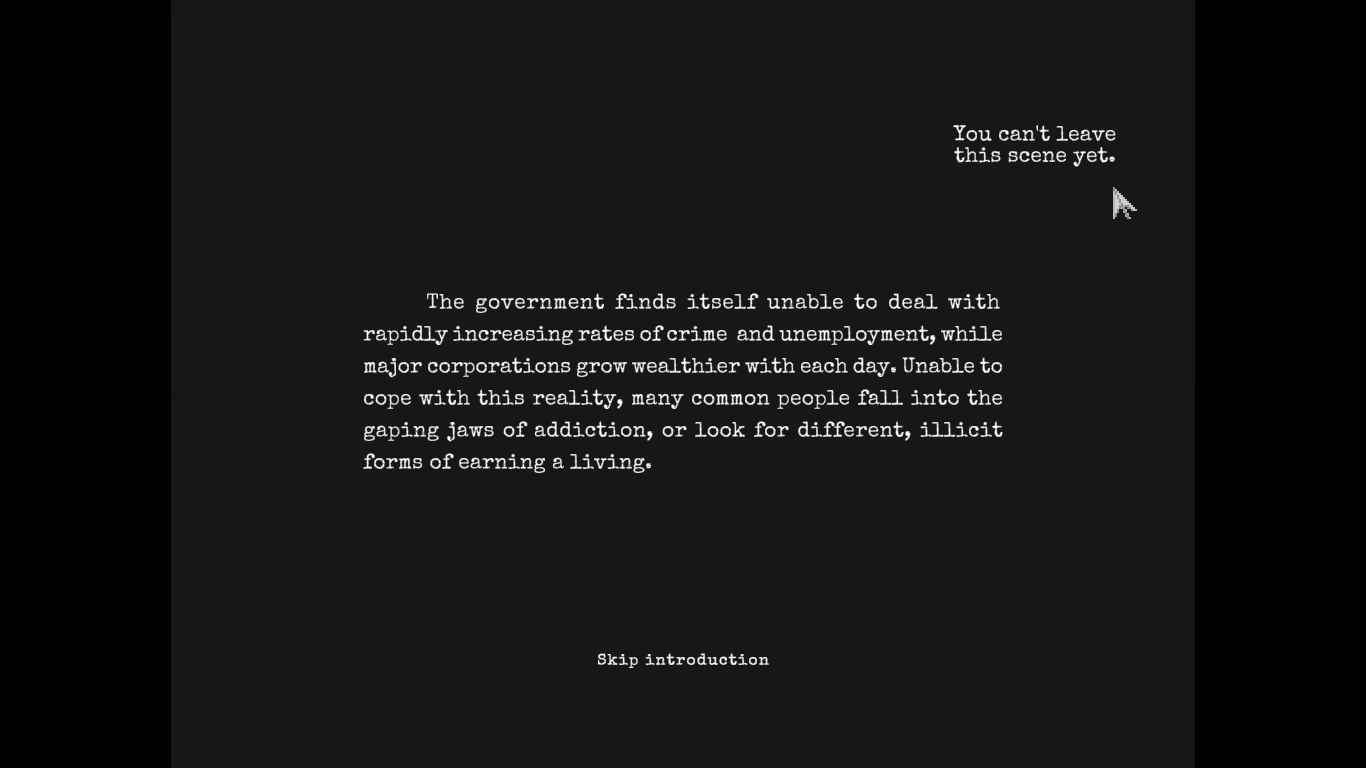 You can't leave
this scene yet.
The government finds itself unable to deal with
rapidly increasing rates of crime and unemployment, while
major corporations grow wealthier with each day. Unable to
cope with this reality, many common people fall into the
gaping jaws of addiction, or look for different, illicit
forms of earning a living.
Skip introduction